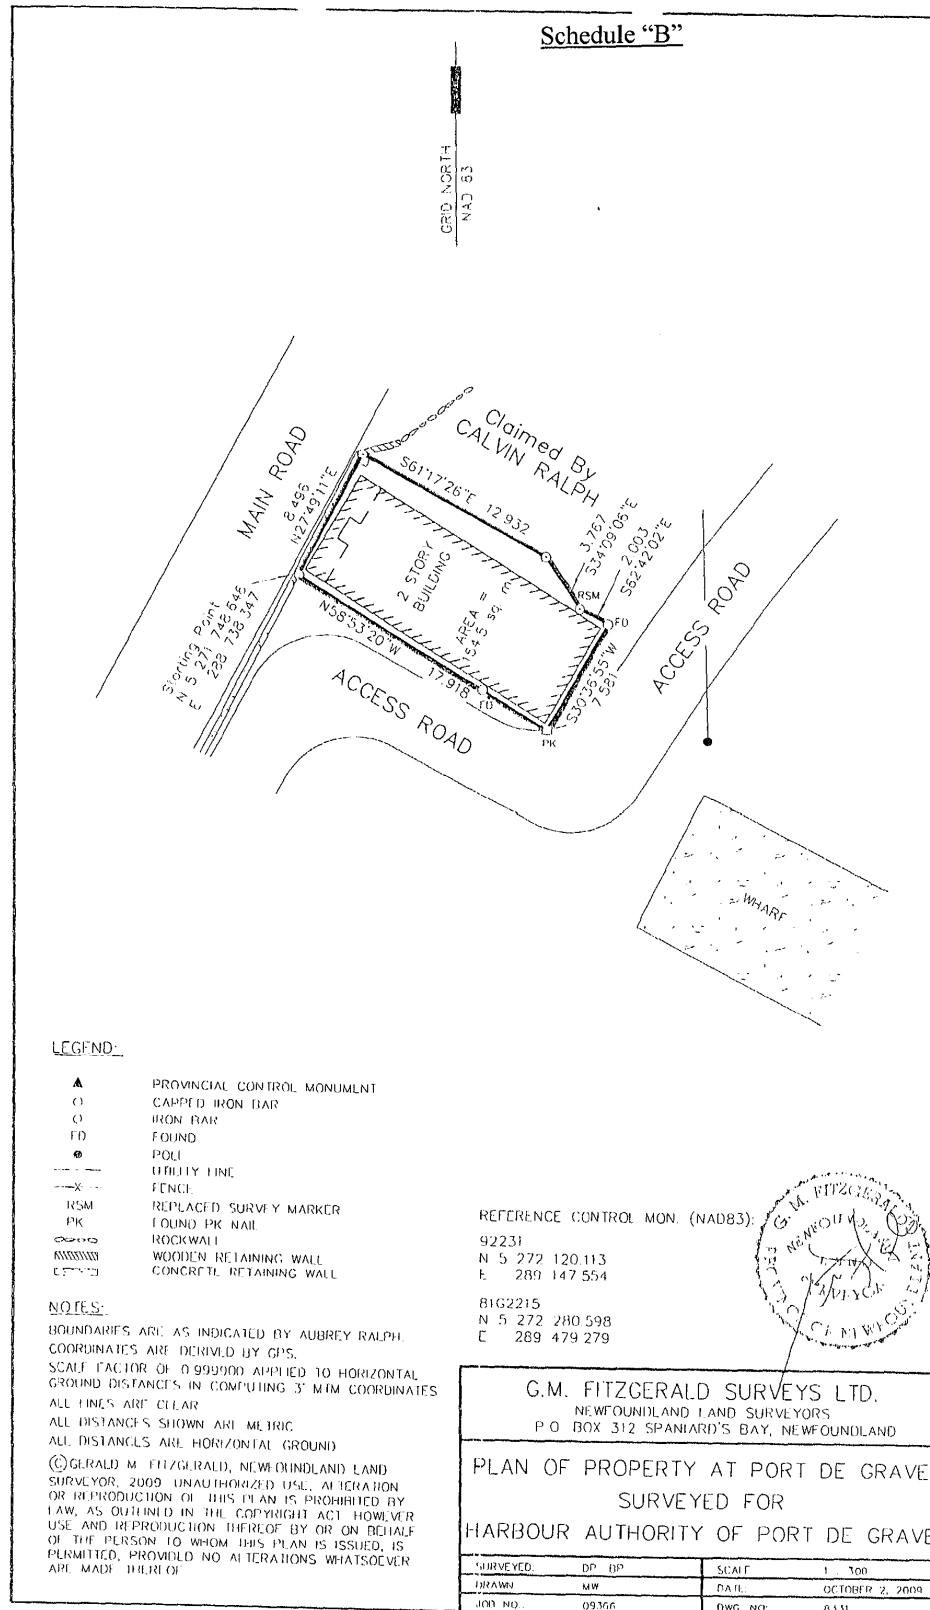 Schedule “B”
GRID NORTH
NAD 83
MAIN ROAD
8.496
N27°49'11"E
Claimed By
CALVIN RALPH
S61°17'26"E 12.932
3.767
S34°09'05"E
2.003
S62°42'02"E
RSM
FD
2 STORY
BUILDING
AREA =
154.5 sq. m.
Starting Point
N 5 271 748.646
E 288 738.347
N58°53'20"W
17.918
FD
S30°36'55"W
7.581
PK
ACCESS ROAD
ACCESS ROAD
WHARF
LEGEND:
PROVINCIAL CONTROL MONUMENT
CAPPED IRON BAR
IRON BAR
FD FOUND
POLE
UTILITY LINE
FENCE
RSM REPLACED SURVEY MARKER
PK FOUND PK NAIL
ROCKWALL
WOODEN RETAINING WALL
CONCRETE RETAINING WALL
NOTES:
BOUNDARIES ARE AS INDICATED BY AUBREY RALPH.
COORDINATES ARE DERIVED BY GPS.
SCALE FACTOR OF 0.999900 APPLIED TO HORIZONTAL
GROUND DISTANCES IN COMPUTING 3° MTM COORDINATES
ALL LINES ARE CLEAR
ALL DISTANCES SHOWN ARE METRIC
ALL DISTANCES ARE HORIZONTAL GROUND
©GERALD M FITZGERALD, NEWFOUNDLAND LAND
SURVEYOR, 2009 UNAUTHORIZED USE, ALTERATION
OR REPRODUCTION OF THIS PLAN IS PROHIBITED BY
LAW, AS OUTLINED IN THE COPYRIGHT ACT HOWEVER
USE AND REPRODUCTION THEREOF BY OR ON BEHALF
OF THE PERSON TO WHOM THIS PLAN IS ISSUED, IS
PERMITTED, PROVIDED NO ALTERATIONS WHATSOEVER
ARE MADE THEREOF
REFERENCE CONTROL MON. (NAD83):
92231
N 5 272 120.113
E 289 147 554
81G2215
N 5 272 280.598
E 289 479 279
G. M. FITZGERALD
NEWFOUNDLAND
LAND
SURVEYOR
G.M. FITZGERALD SURVEYS LTD.
NEWFOUNDLAND LAND SURVEYORS
P O BOX 312 SPANIARD'S BAY, NEWFOUNDLAND
PLAN OF PROPERTY AT PORT DE GRAVE
SURVEYED FOR
HARBOUR AUTHORITY OF PORT DE GRAVE
SURVEYED: DP BP SCALE 1 : 300
DRAWN MW DATE: OCTOBER 2, 2009
JOB NO.: 09366 DWG NO: